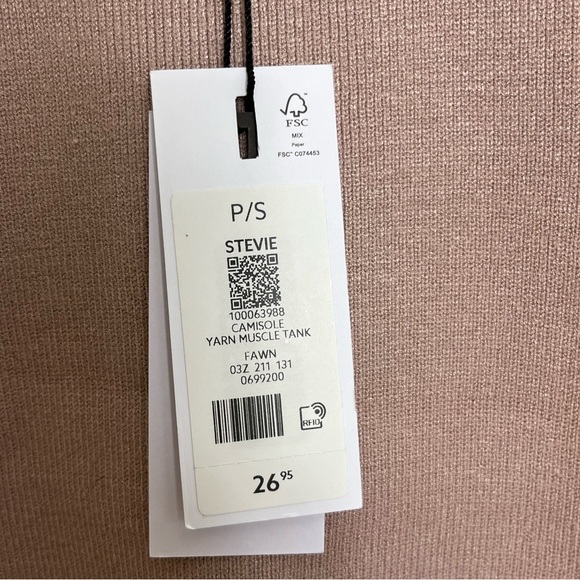 FSC
MIX
Paper
FSC® C074453
P/S
STEVIE
100063988
CAMISOLE
YARN MUSCLE TANK
FAWN
03Z 211 131
0699200
RFID
26 95